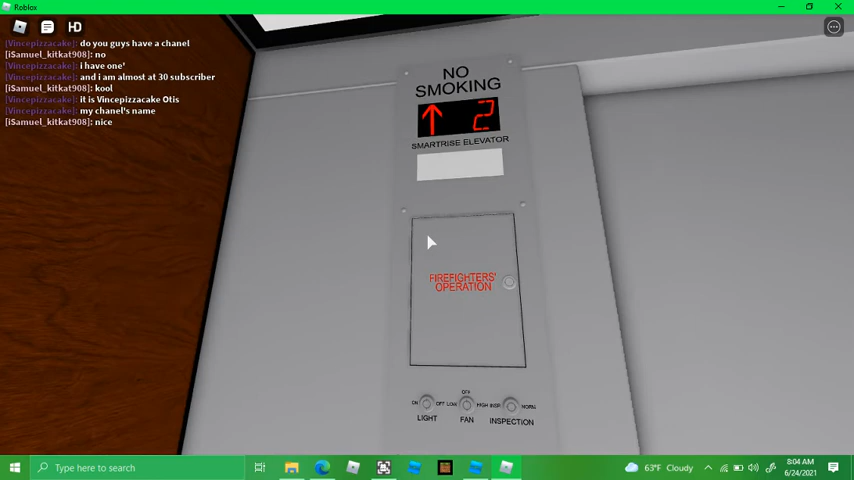 Roblox
HD
[Vincepizzacake]: do you guys have a chanel
[iSamuel_kitkat908]: no
[Vincepizzacake]: i have one'
[Vincepizzacake]: and i am almost at 30 subscriber
[iSamuel_kitkat908]: kool
[Vincepizzacake]: it is Vincepizzacake Otis
[Vincepizzacake]: my chanel's name
[iSamuel_kitkat908]: nice
NO
SMOKING
↑ 2
SMARTRISE ELEVATOR
FIREFIGHTERS'
OPERATION
OFF
ON OFF LOW HIGH INSP NORM
LIGHT FAN INSPECTION
Type here to search
63°F Cloudy
8:04 AM
6/24/2021